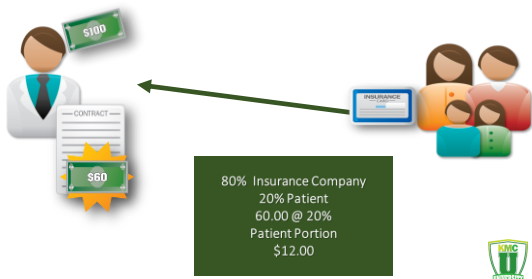 $100
CONTRACT
$60
INSURANCE
80% Insurance Company
20% Patient
60.00 @ 20%
Patient Portion
$12.00
KMC
U